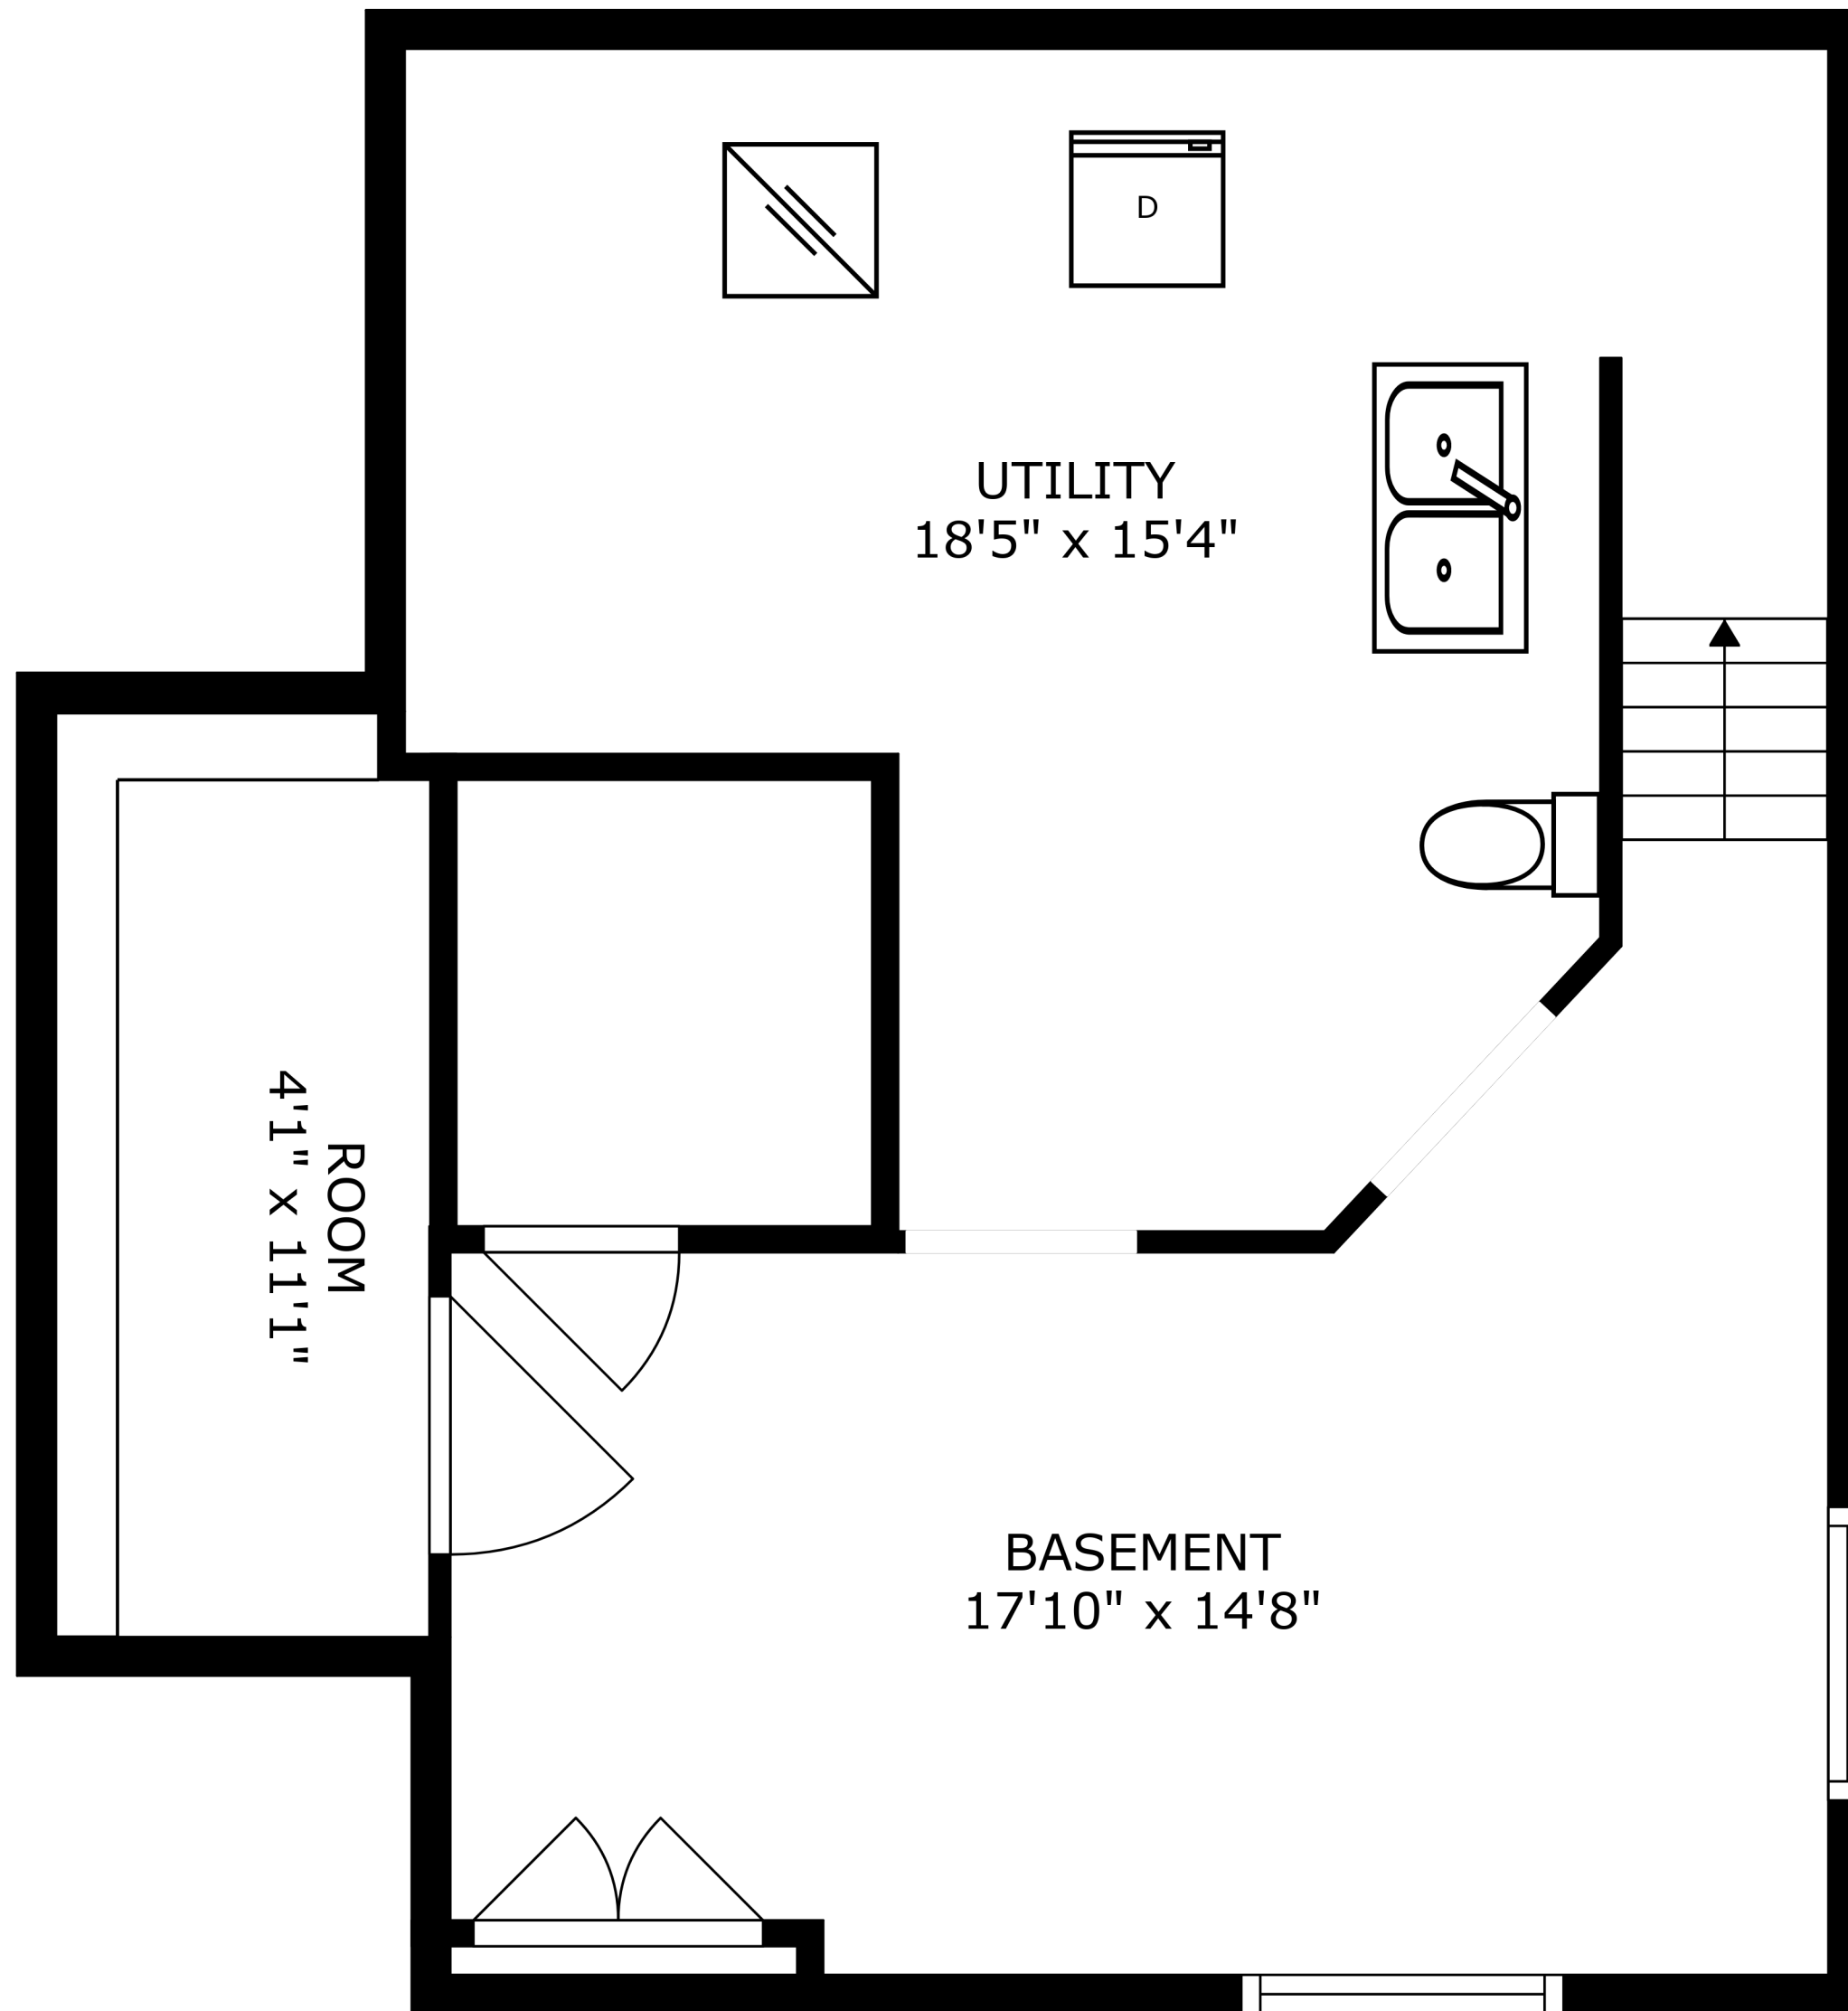 D
UTILITY
18'5" x 15'4"
ROOM
4'1" x 11'1"
BASEMENT
17'10" x 14'8"